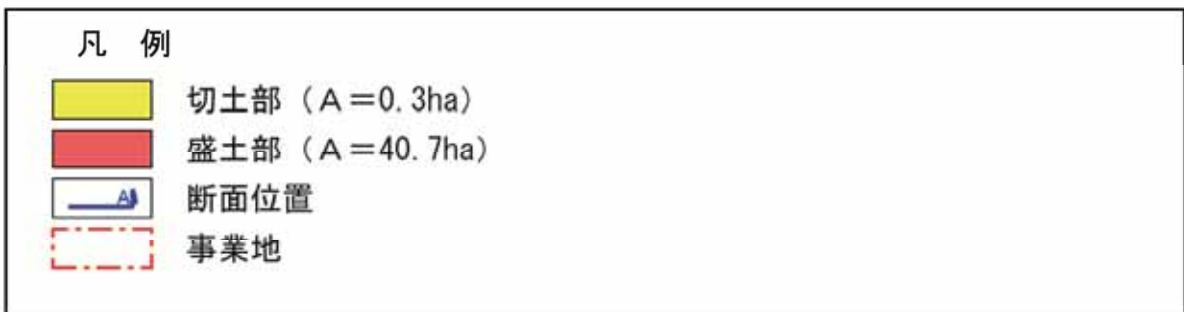 凡　例
切土部（Ａ＝0.3ha）
盛土部（Ａ＝40.7ha）
A
断面位置
事業地